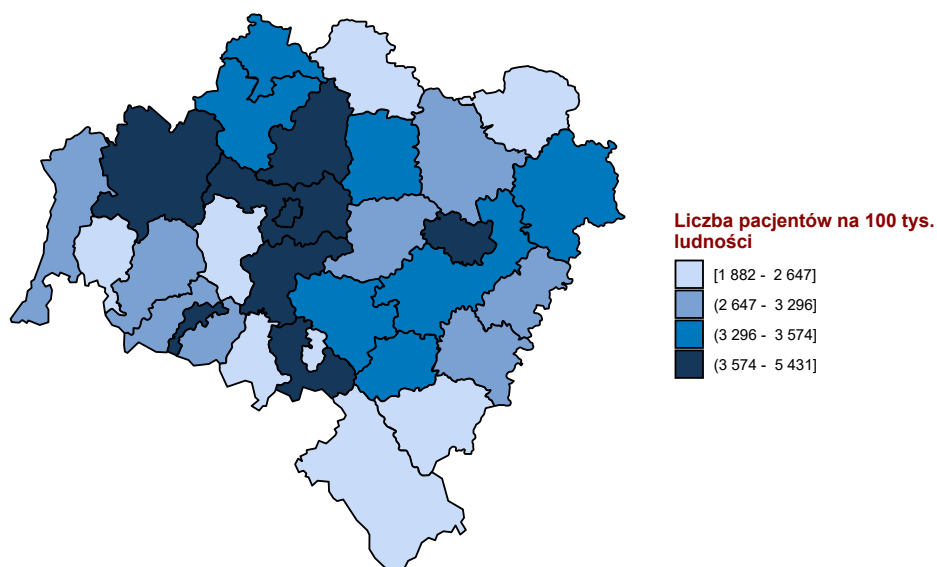 Liczba pacjentów na 100 tys.
ludności
[1 882 - 2 647]
(2 647 - 3 296]
(3 296 - 3 574]
(3 574 - 5 431]